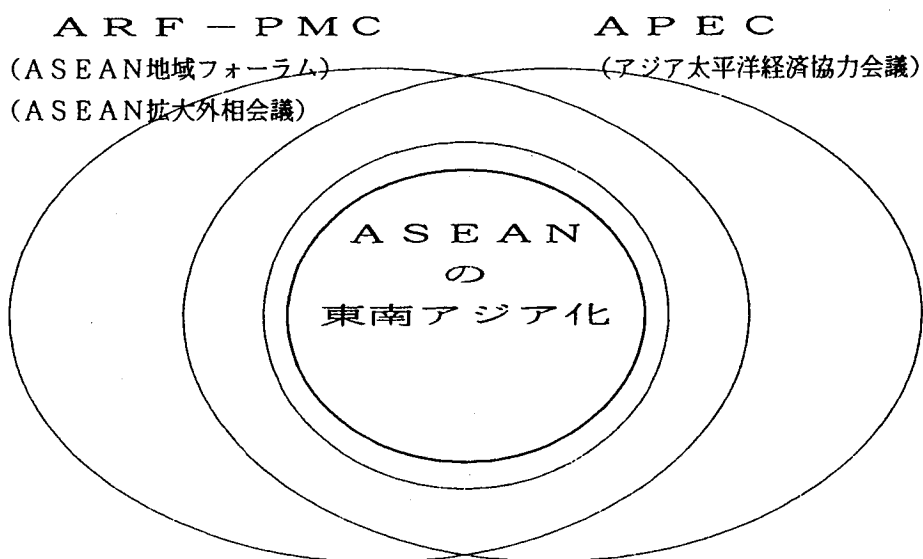 ARF－PMC
(ASEAN地域フォーラム)
(ASEAN拡大外相会議)
APEC
(アジア太平洋経済協力会議)
ASEAN
の
東南アジア化